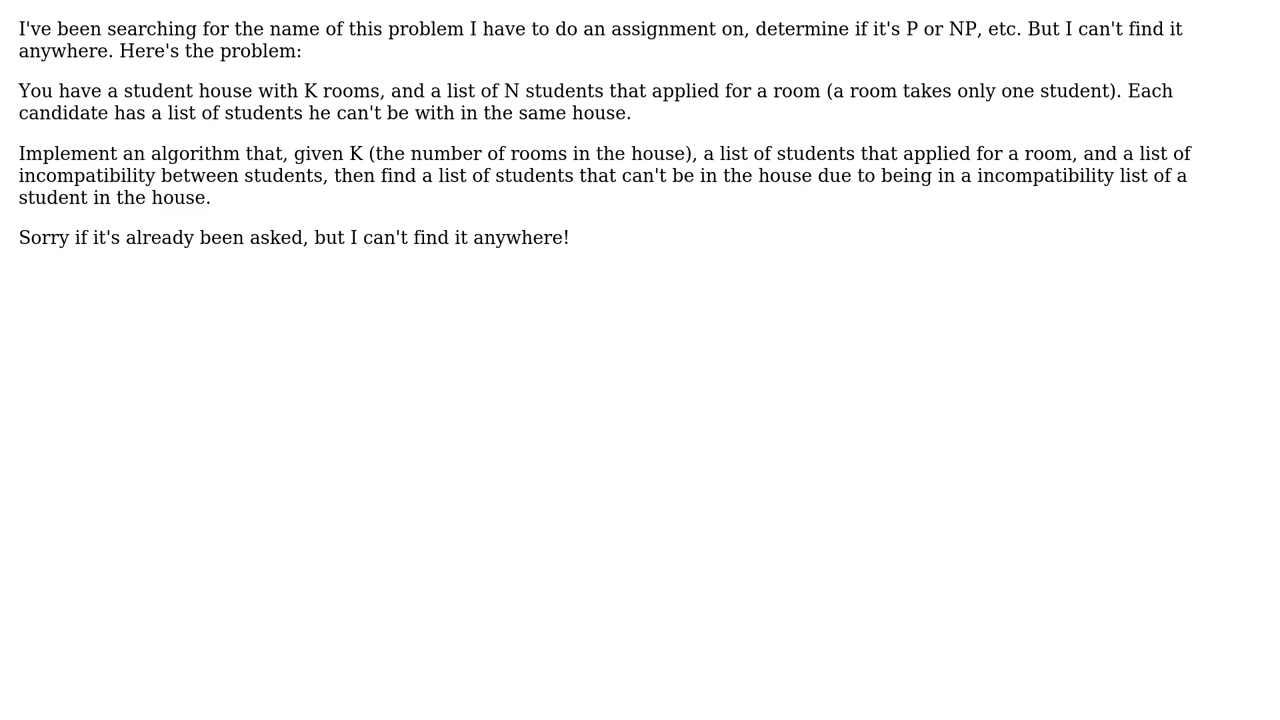 I've been searching for the name of this problem I have to do an assignment on, determine if it's P or NP, etc. But I can't find it
anywhere. Here's the problem:
You have a student house with K rooms, and a list of N students that applied for a room (a room takes only one student). Each
candidate has a list of students he can't be with in the same house.
Implement an algorithm that, given K (the number of rooms in the house), a list of students that applied for a room, and a list of
incompatibility between students, then find a list of students that can't be in the house due to being in a incompatibility list of a
student in the house.
Sorry if it's already been asked, but I can't find it anywhere!